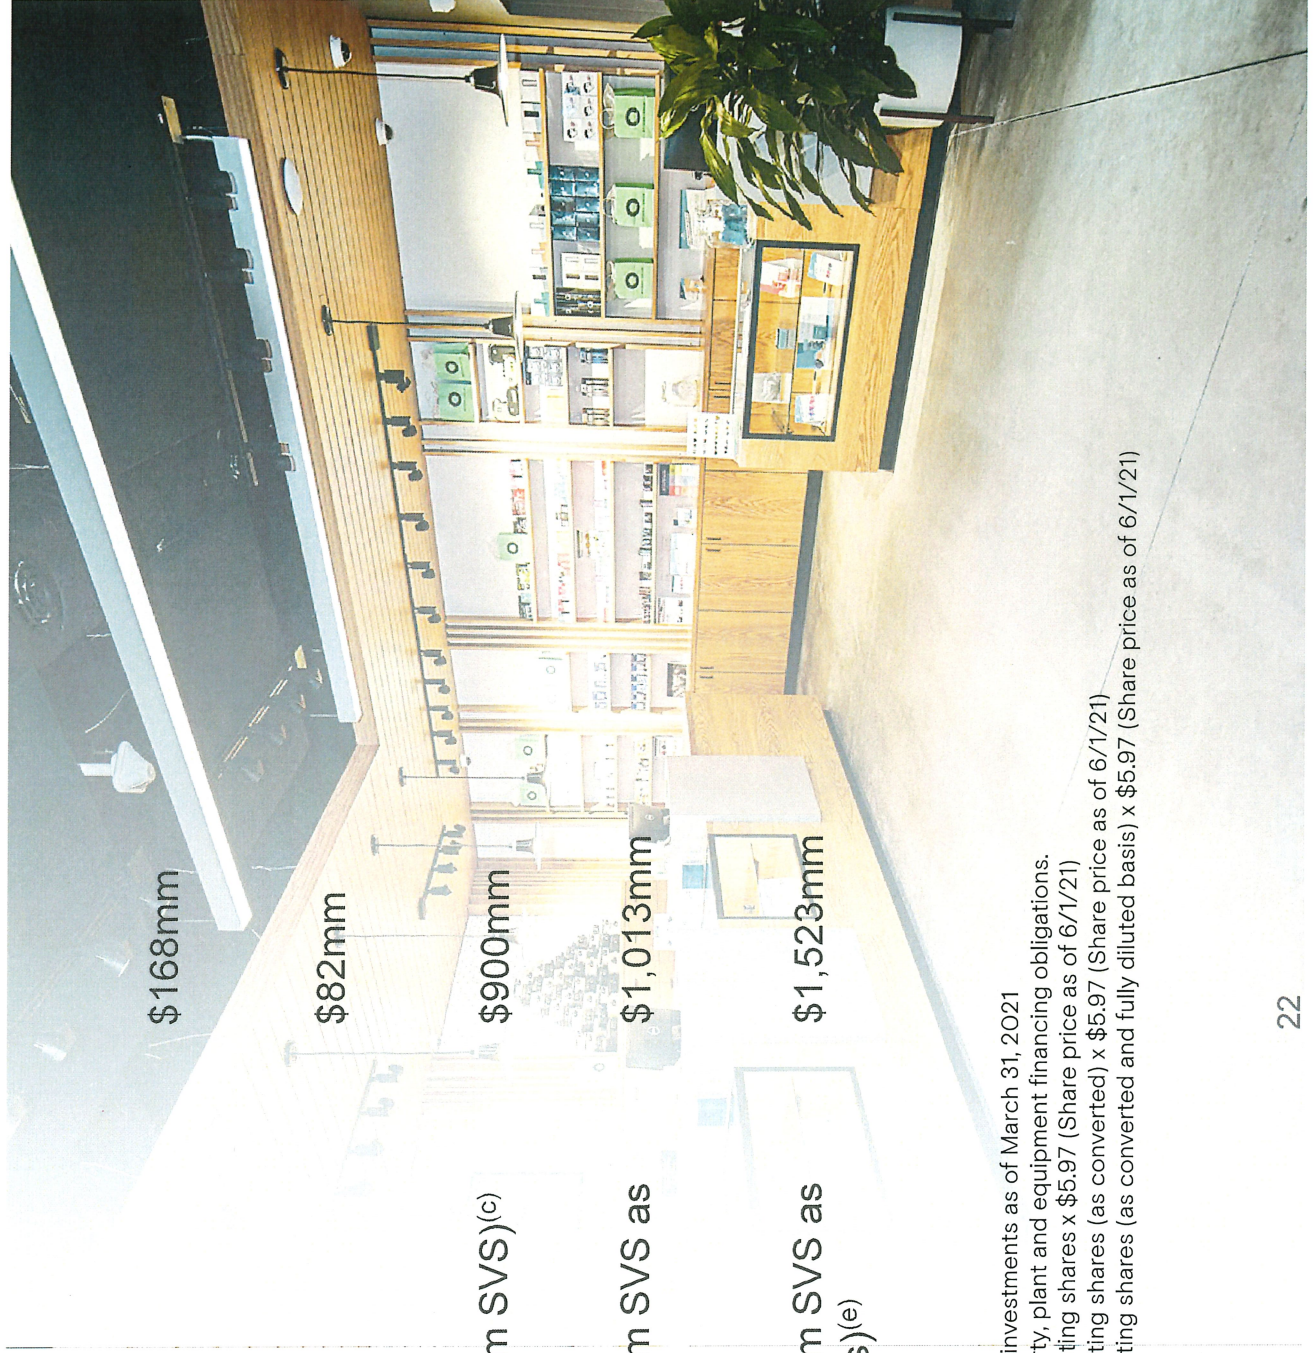 $168mm
$82mm
m SVS)(c) $900mm
m SVS as $1,013mm
m SVS as $1,523mm
s)(e)
investments as of March 31, 2021
ty, plant and equipment financing obligations.
ting shares x $5.97 (Share price as of 6/1/21)
ting shares (as converted) x $5.97 (Share price as of 6/1/21)
ting shares (as converted and fully diluted basis) x $5.97 (Share price as of 6/1/21)
22